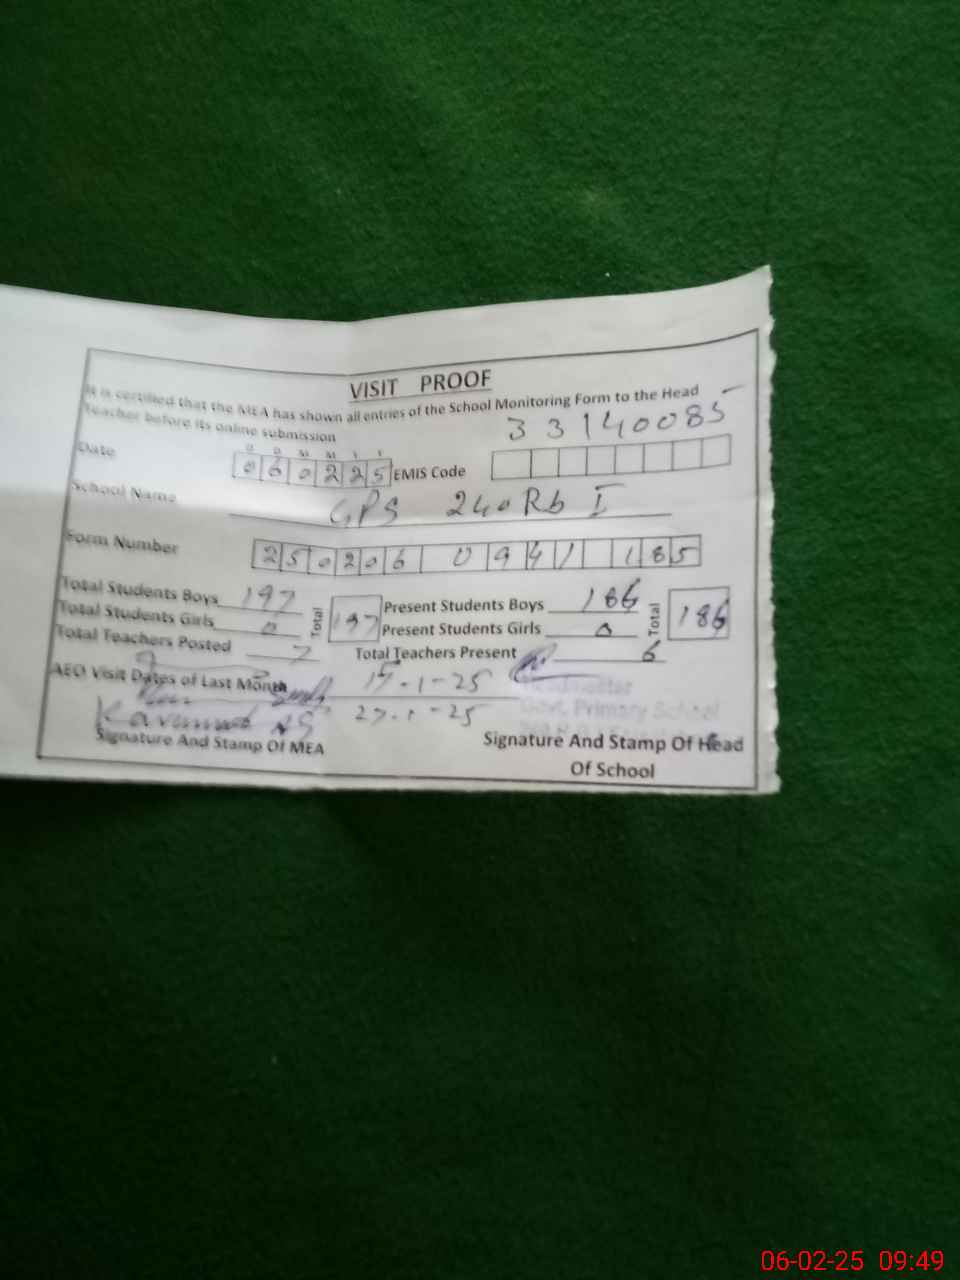 VISIT PROOF
It is certified that the MEA has shown all entries of the School Monitoring Form to the Head
Teacher before its online submission
33140085
D D M M Y Y
Date 060225 EMIS Code
School Name GPS 240 Rb I
Form Number 250206 0941 185
Total Students Boys 197 Total 197 Present Students Boys 186 Total 186
Total Students Girls 0 Present Students Girls 0
Total Teachers Posted 7 Total Teachers Present 6
AEO Visit Dates of Last Month 15-1-25
27-1-25
Headmaster
Govt. Primary School
Signature And Stamp Of MEA Signature And Stamp Of Head
Of School
06-02-25 09:49